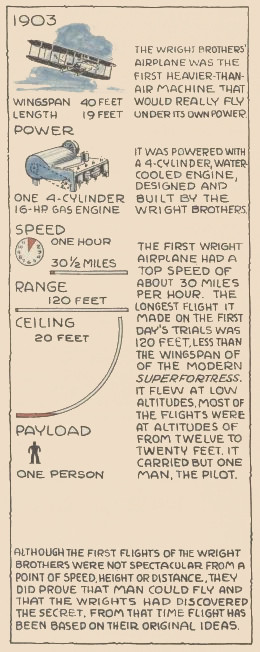 1903
THE WRIGHT BROTHERS'
AIRPLANE WAS THE
FIRST HEAVIER-THAN-
AIR MACHINE THAT
WOULD REALLY FLY
UNDER ITS OWN POWER.
WINGSPAN 40 FEET
LENGTH 19 FEET
POWER
IT WAS POWERED WITH
A 4-CYLINDER, WATER-
COOLED ENGINE,
DESIGNED AND
BUILT BY THE
WRIGHT BROTHERS.
ONE 4-CYLINDER
16-HP GAS ENGINE
SPEED
ONE HOUR
30½ MILES
RANGE
120 FEET
CEILING
20 FEET
THE FIRST WRIGHT
AIRPLANE HAD A
TOP SPEED OF
ABOUT 30 MILES
PER HOUR. THE
LONGEST FLIGHT IT
MADE ON THE FIRST
DAY'S TRIALS WAS
120 FEET, LESS THAN
THE WINGSPAN OF
OF THE MODERN
SUPERFORTRESS.
IT FLEW AT LOW
ALTITUDES, MOST OF
THE FLIGHTS WERE
AT ALTITUDES OF
FROM TWELVE TO
TWENTY FEET. IT
CARRIED BUT ONE
MAN, THE PILOT.
PAYLOAD
ONE PERSON
ALTHOUGH THE FIRST FLIGHTS OF THE WRIGHT
BROTHERS WERE NOT SPECTACULAR FROM A
POINT OF SPEED, HEIGHT OR DISTANCE, THEY
DID PROVE THAT MAN COULD FLY AND
THAT THE WRIGHTS HAD DISCOVERED
THE SECRET. FROM THAT TIME FLIGHT HAS
BEEN BASED ON THEIR ORIGINAL IDEAS.